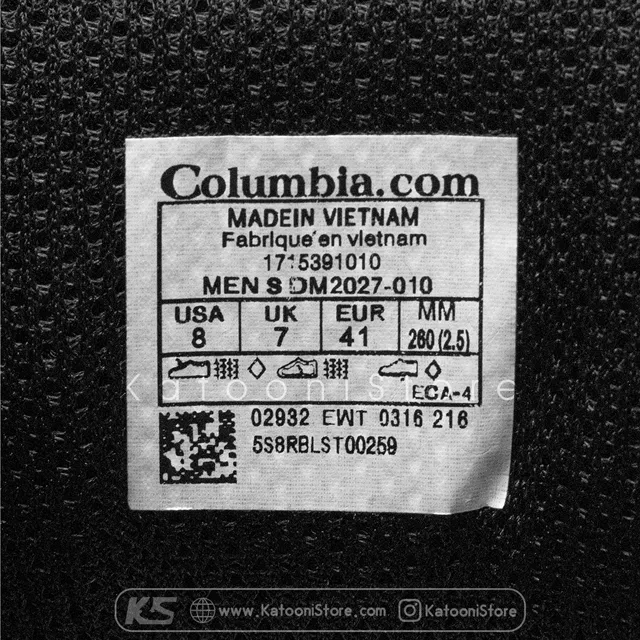 Columbia.com
MADEIN VIETNAM
Fabrique'en vietnam
1715391010
MEN S DM2027-010
USA UK EUR MM
8 7 41 260 (2.5)
KatooniStore
ECA-4
02932 EWT 0316 216
5S8RBLST00259
KS www.KatooniStore.com KatooniStore